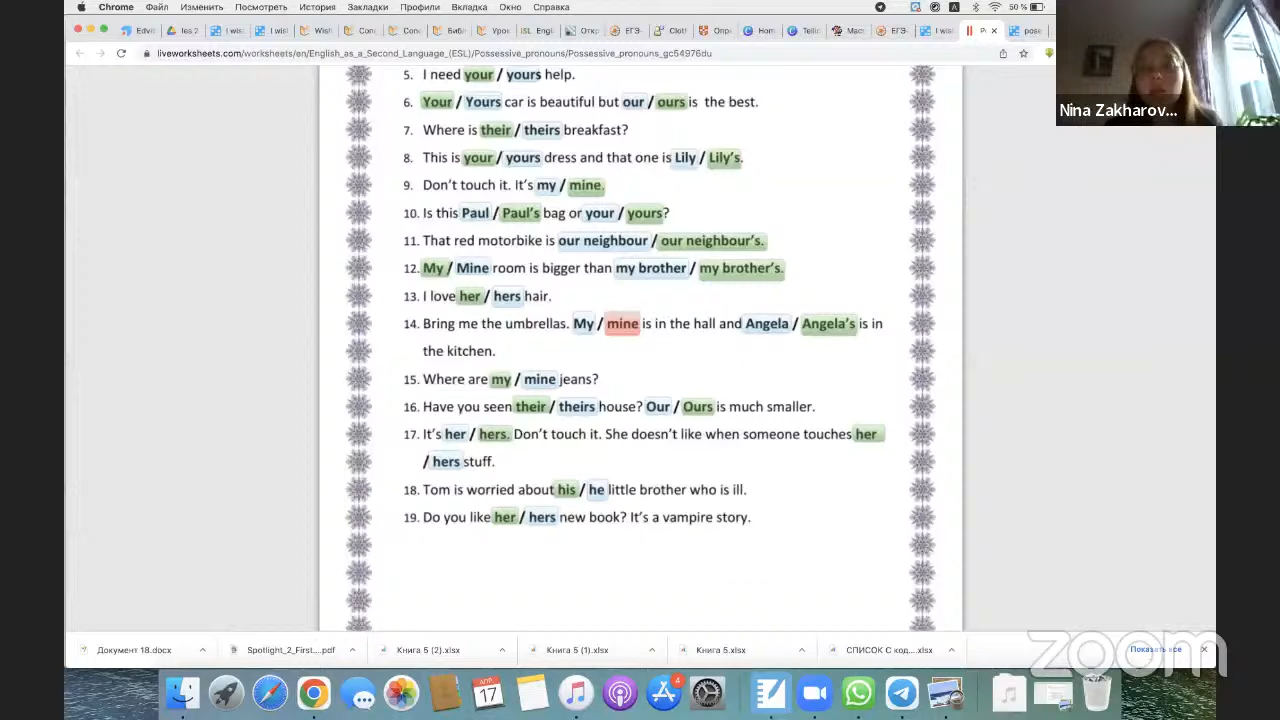 Chrome Файл Изменить Посмотреть История Закладки Профили Вкладка Окно Справка 50 %
liveworksheets.com/worksheets/en/English_as_a_Second_Language_(ESL)/Possessive_pronouns/Possessive_pronouns_gc54976du
Nina Zakharov...
5. I need your / yours help.
6. Your / Yours car is beautiful but our / ours is the best.
7. Where is their / theirs breakfast?
8. This is your / yours dress and that one is Lily / Lily's.
9. Don't touch it. It's my / mine.
10. Is this Paul / Paul's bag or your / yours?
11. That red motorbike is our neighbour / our neighbour's.
12. My / Mine room is bigger than my brother / my brother's.
13. I love her / hers hair.
14. Bring me the umbrellas. My / mine is in the hall and Angela / Angela's is in
the kitchen.
15. Where are my / mine jeans?
16. Have you seen their / theirs house? Our / Ours is much smaller.
17. It's her / hers. Don't touch it. She doesn't like when someone touches her
/ hers stuff.
18. Tom is worried about his / he little brother who is ill.
19. Do you like her / hers new book? It's a vampire story.
Документ 18.docx Spotlight_2_First....pdf Книга 5 (2).xlsx Книга 5 (1).xlsx Книга 5.xlsx СПИСОК С код....xlsx Показать все
zoom
АПР.
17
4